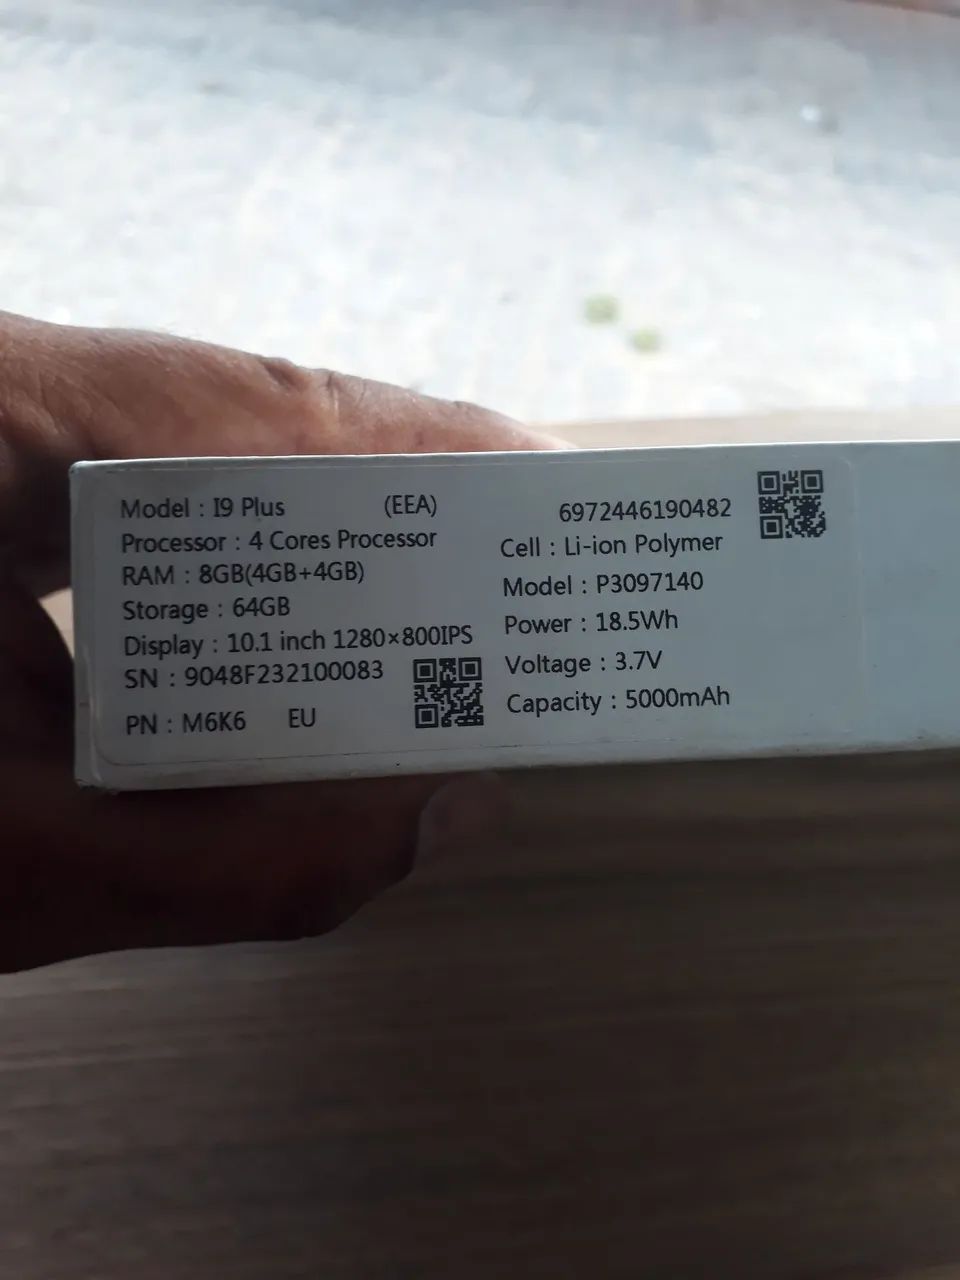 Model : I9 Plus (EEA)
Processor : 4 Cores Processor
RAM : 8GB(4GB+4GB)
Storage : 64GB
Display : 10.1 inch 1280×800IPS
SN : 9048F232100083
PN : M6K6 EU
6972446190482
Cell : Li-ion Polymer
Model : P3097140
Power : 18.5Wh
Voltage : 3.7V
Capacity : 5000mAh